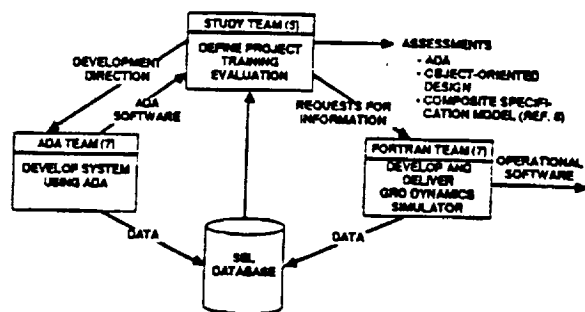 STUDY TEAM (5)
DEFINE PROJECT
TRAINING
EVALUATION
DEVELOPMENT
DIRECTION
ADA
SOFTWARE
ASSESSMENTS
• ADA
• OBJECT-ORIENTED
DESIGN
• COMPOSITE SPECIFI-
CATION MODEL (REF. 6)
REQUESTS FOR
INFORMATION
ADA TEAM (7)
DEVELOP SYSTEM
USING ADA
FORTRAN TEAM (7)
DEVELOP AND
DELIVER
GRO DYNAMICS
SIMULATOR
OPERATIONAL
SOFTWARE
DATA
DATA
SEL
DATABASE